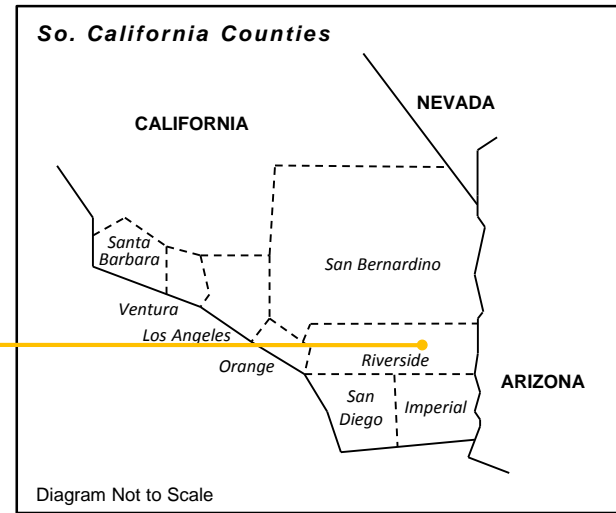 So. California Counties
NEVADA
CALIFORNIA
Santa
Barbara
San Bernardino
Ventura
Los Angeles
Orange
Riverside
ARIZONA
San
Diego
Imperial
Diagram Not to Scale